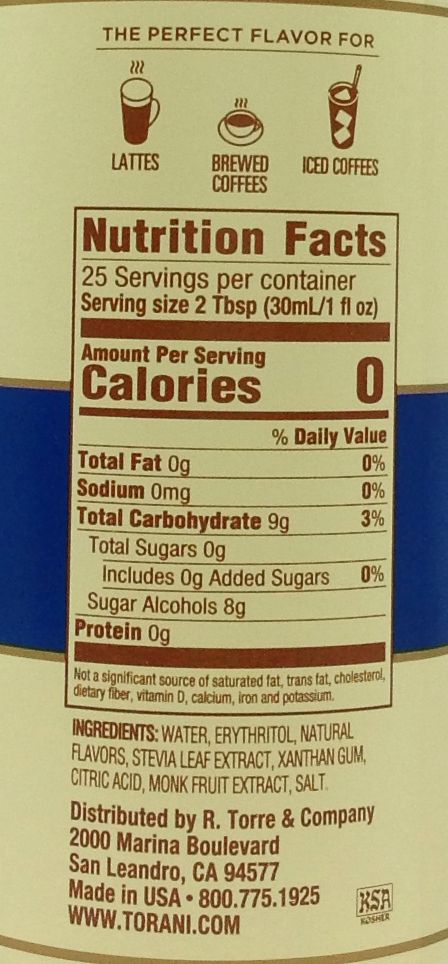 THE PERFECT FLAVOR FOR
LATTES
BREWED
COFFEES
ICED COFFEES
Nutrition Facts
25 Servings per container
Serving size 2 Tbsp (30mL/1 fl oz)
Amount Per Serving
Calories 0
% Daily Value
Total Fat 0g 0%
Sodium 0mg 0%
Total Carbohydrate 9g 3%
Total Sugars 0g
Includes 0g Added Sugars 0%
Sugar Alcohols 8g
Protein 0g
Not a significant source of saturated fat, trans fat, cholesterol,
dietary fiber, vitamin D, calcium, iron and potassium.
INGREDIENTS: WATER, ERYTHRITOL, NATURAL
FLAVORS, STEVIA LEAF EXTRACT, XANTHAN GUM,
CITRIC ACID, MONK FRUIT EXTRACT, SALT.
Distributed by R. Torre & Company
2000 Marina Boulevard
San Leandro, CA 94577
Made in USA • 800.775.1925
WWW.TORANI.COM
KSA
KOSHER